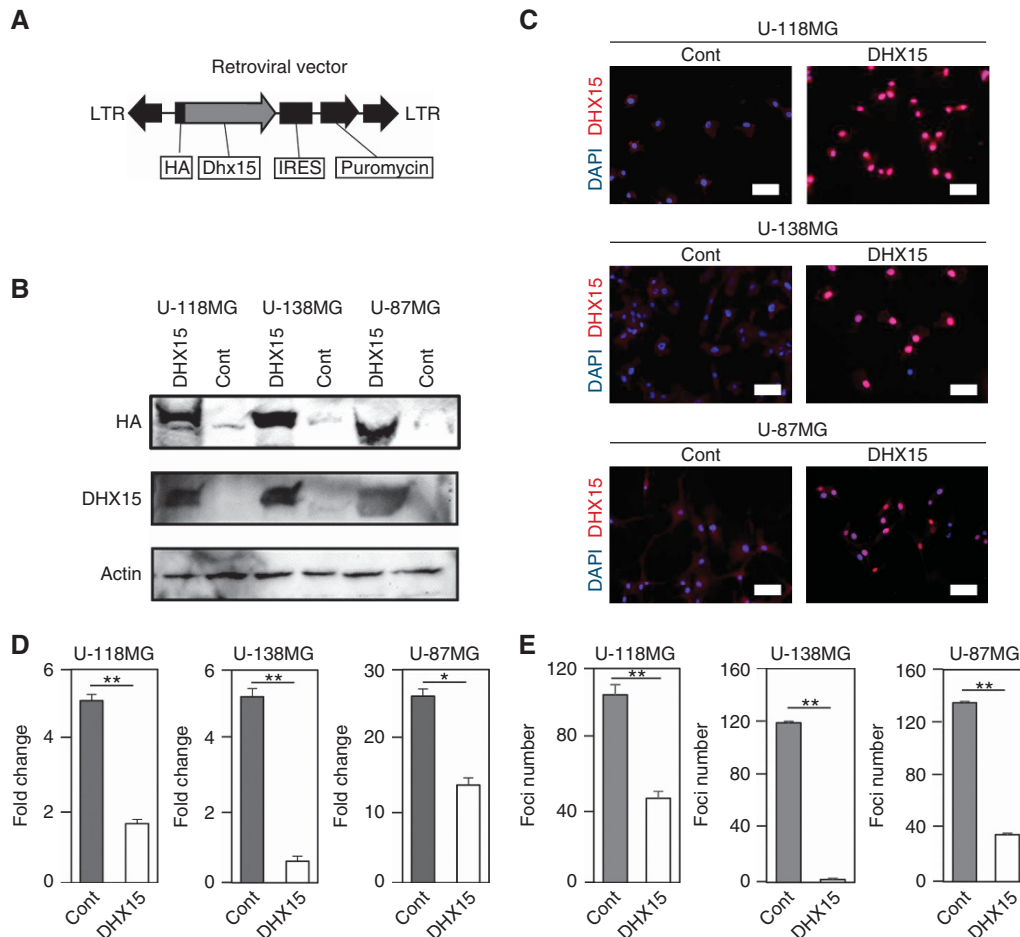 A
Retroviral vector
LTR
LTR
HA
Dhx15
IRES
Puromycin
B
U-118MG
U-138MG
U-87MG
DHX15
Cont
DHX15
Cont
DHX15
Cont
HA
DHX15
Actin
C
U-118MG
Cont
DHX15
DAPI DHX15
U-138MG
Cont
DHX15
DAPI DHX15
U-87MG
Cont
DHX15
DAPI DHX15
D
U-118MG
Fold change
6
4
2
0
**
Cont
DHX15
U-138MG
Fold change
6
4
2
0
**
Cont
DHX15
U-87MG
Fold change
30
20
10
0
*
Cont
DHX15
E
U-118MG
Foci number
120
80
40
0
**
Cont
DHX15
U-138MG
Foci number
160
120
80
40
0
**
Cont
DHX15
U-87MG
Foci number
160
120
80
40
0
**
Cont
DHX15